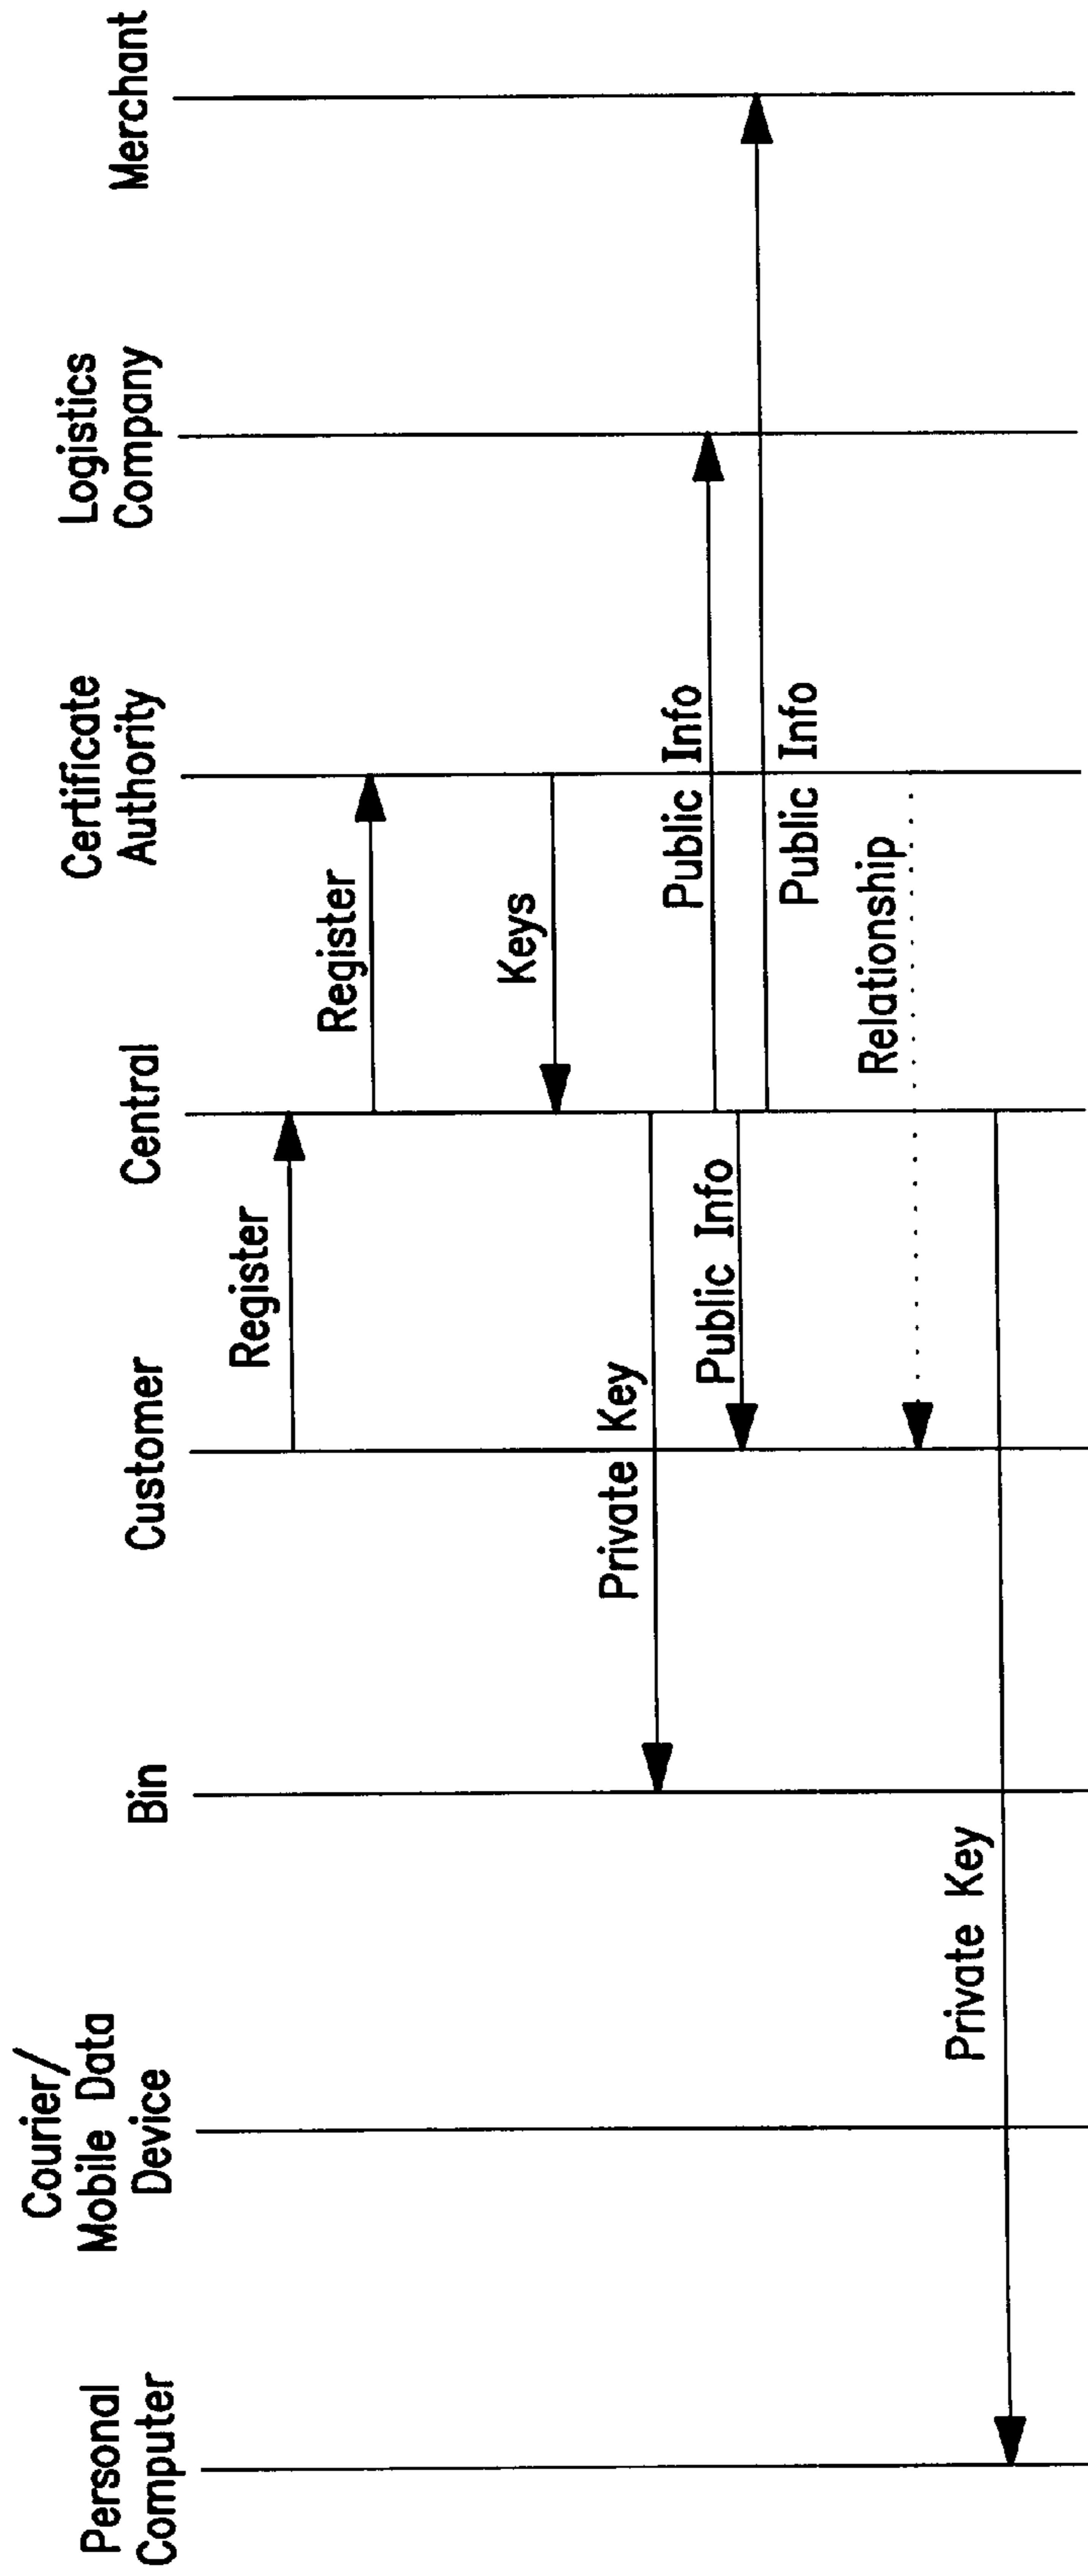 Personal
Computer
Courier/
Mobile Data
Device
Bin
Customer
Central
Certificate
Authority
Logistics
Company
Merchant
Register
Register
Keys
Private Key
Public Info
Public Info
Public Info
Relationship
Private Key